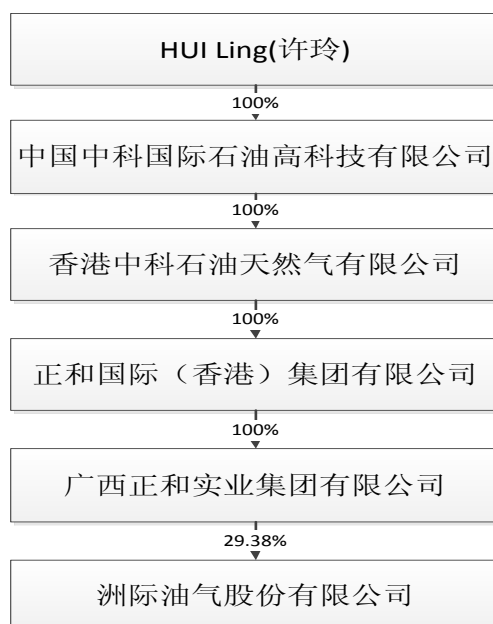 HUI Ling(许玲)
100%
中国中科国际石油高科技有限公司
100%
香港中科石油天然气有限公司
100%
正和国际（香港）集团有限公司
100%
广西正和实业集团有限公司
29.38%
洲际油气股份有限公司